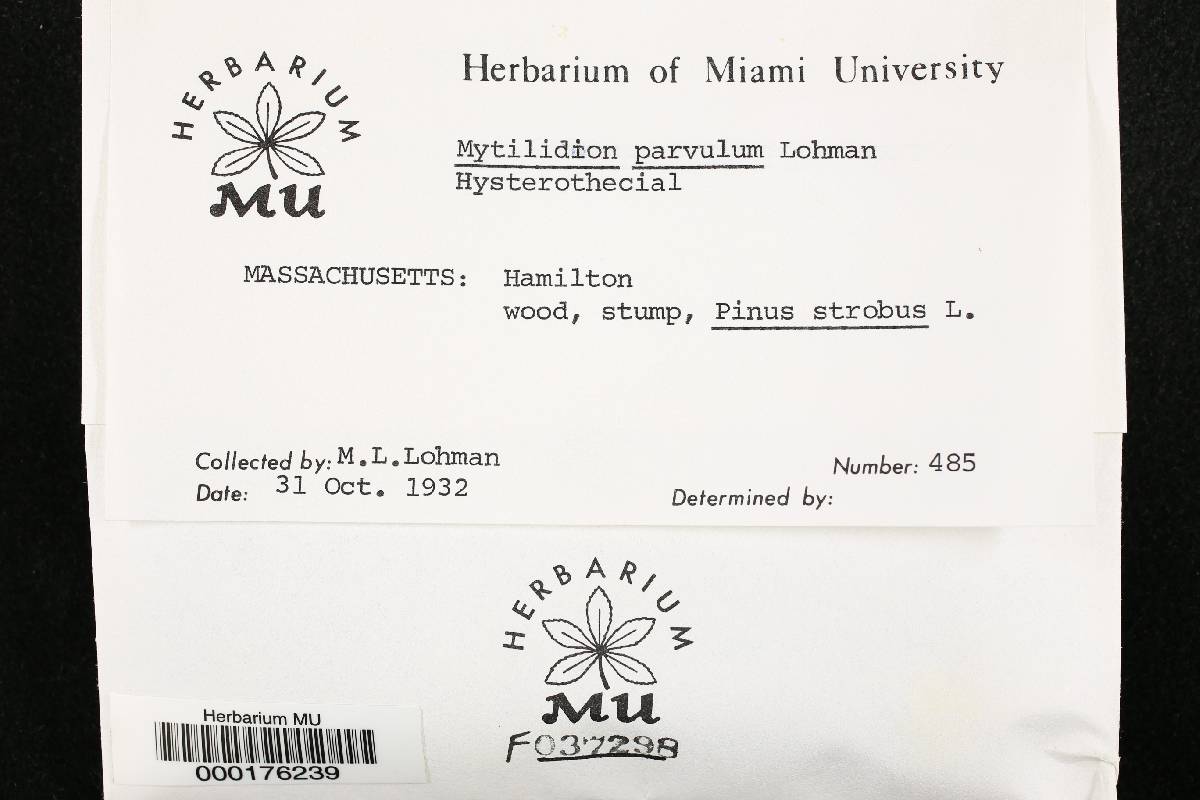 HERBARIUM
MU
Herbarium of Miami University
Mytilidion parvulum Lohman
Hysterothecial
MASSACHUSETTS: Hamilton
wood, stump, Pinus strobus L.
Collected by: M.L.Lohman
Number: 485
Date: 31 Oct. 1932
Determined by:
HERBARIUM
MU
F037298
Herbarium MU
000176239